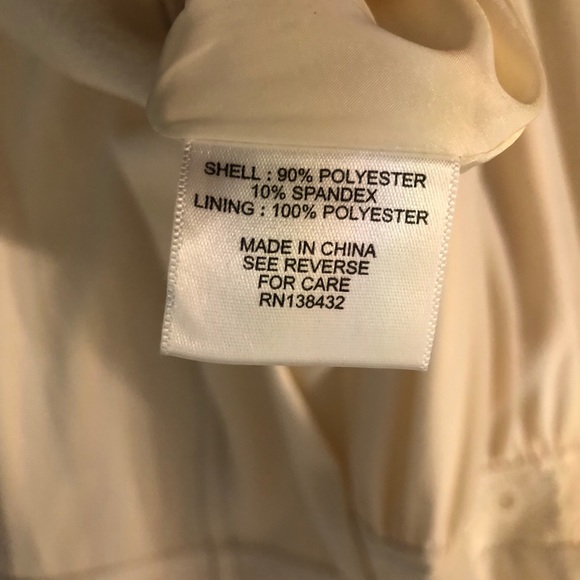 SHELL : 90% POLYESTER
10% SPANDEX
LINING : 100% POLYESTER
MADE IN CHINA
SEE REVERSE
FOR CARE
RN138432